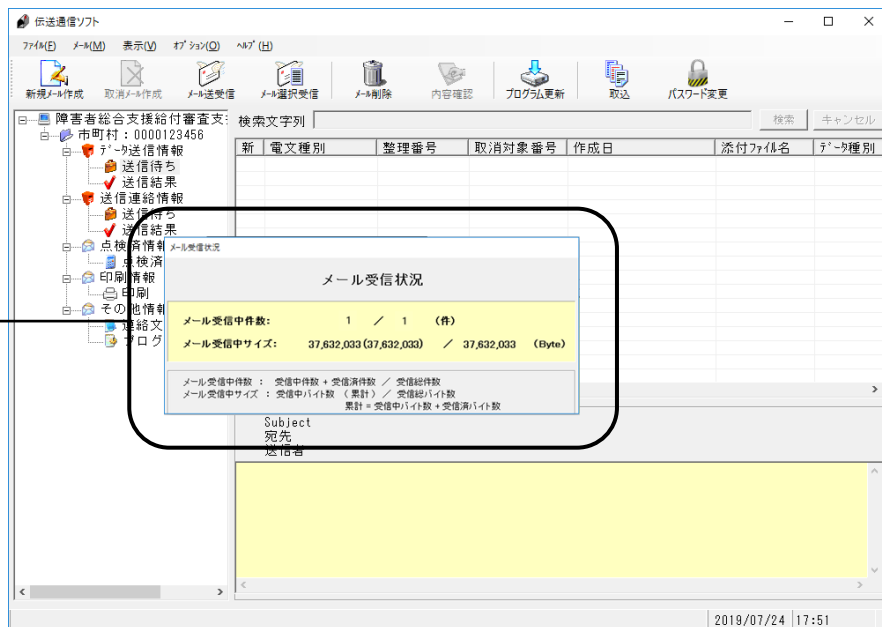 伝送通信ソフト
ファイル(F) メール(M) 表示(V) オプション(O) ヘルプ(H)
新規メール作成 取消メール作成 メール送受信 メール選択受信 メール削除 内容確認 プログラム更新 取込 パスワード変更
障害者総合支援給付審査支
検索文字列 検索 キャンセル
市町村：0000123456
新 電文種別 整理番号 取消対象番号 作成日 添付ファイル名 データ種別
データ送信情報
送信待ち
送信結果
送信連絡情報
送信待ち
送信結果
点検済情報
点検済
印刷情報
印刷
その他情報
連絡文
プログ
メール受信状況
メール受信状況
メール受信中件数: 1 / 1 (件)
メール受信中サイズ: 37,632,033(37,632,033) / 37,632,033 (Byte)
メール受信中件数 ： 受信中件数 + 受信済件数 ／ 受信総件数
メール受信中サイズ ： 受信中バイト数 （累計） ／ 受信総バイト数
累計 = 受信中バイト数 + 受信済バイト数
Subject
宛先
送信者
2019/07/24 17:51